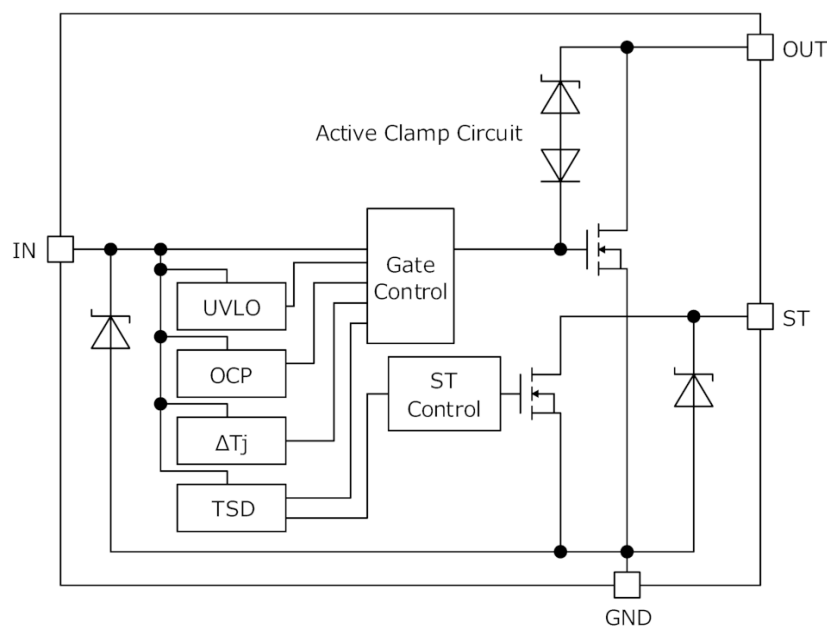 OUT
Active Clamp Circuit
IN
Gate
Control
UVLO
ST
OCP
ST
Control
ΔTj
TSD
GND